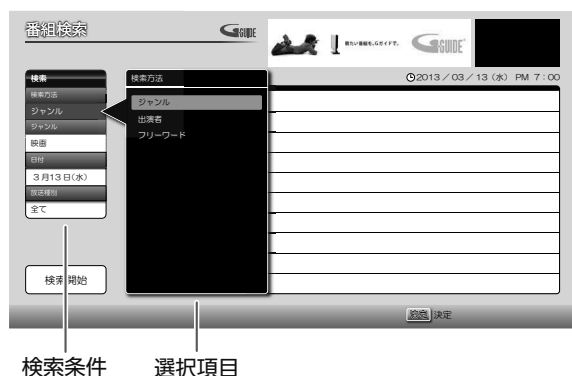 番組検索
G GUIDE
見たい番組を、Gガイドで。
G GUIDE
2013／03／13（水） PM 7：00
検索
検索方法
ジャンル
ジャンル
映画
日付
3月13日(水)
放送種別
全て
検索開始
検索方法
ジャンル
出演者
フリーワード
決定 決定
検索条件
選択項目